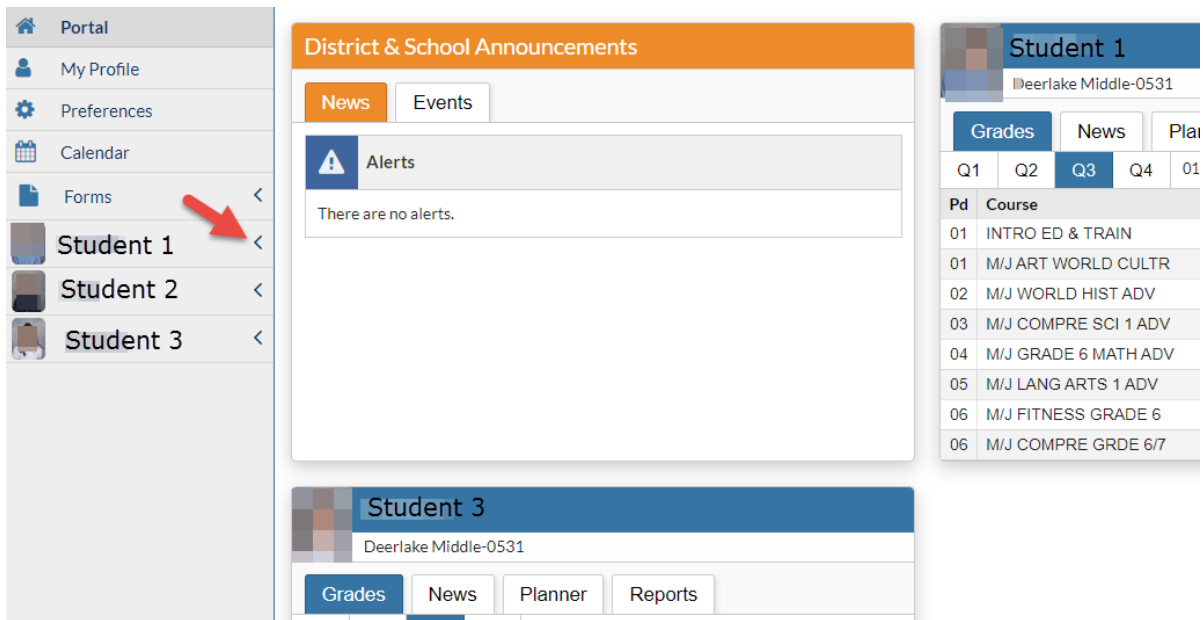 Portal
My Profile
Preferences
Calendar
Forms
Student 1
Student 2
Student 3
District & School Announcements
News Events
Alerts
There are no alerts.
Student 1
Deerlake Middle-0531
Grades News
Q1 Q2 Q3 Q4 01
Pd Course
01 INTRO ED & TRAIN
01 M/J ART WORLD CULTR
02 M/J WORLD HIST ADV
03 M/J COMPRE SCI 1 ADV
04 M/J GRADE 6 MATH ADV
05 M/J LANG ARTS 1 ADV
06 M/J FITNESS GRADE 6
06 M/J COMPRE GRDE 6/7
Student 3
Deerlake Middle-0531
Grades News Planner Reports